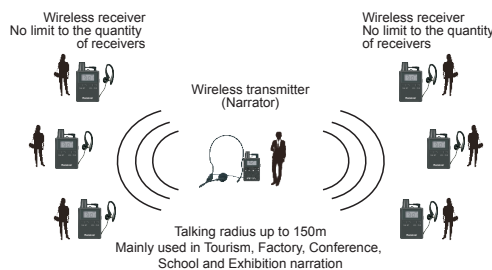 Wireless receiver
No limit to the quantity
of receivers
Wireless receiver
No limit to the quantity
of receivers
Wireless transmitter
(Narrator)
Talking radius up to 150m
Mainly used in Tourism, Factory, Conference,
School and Exhibition narration